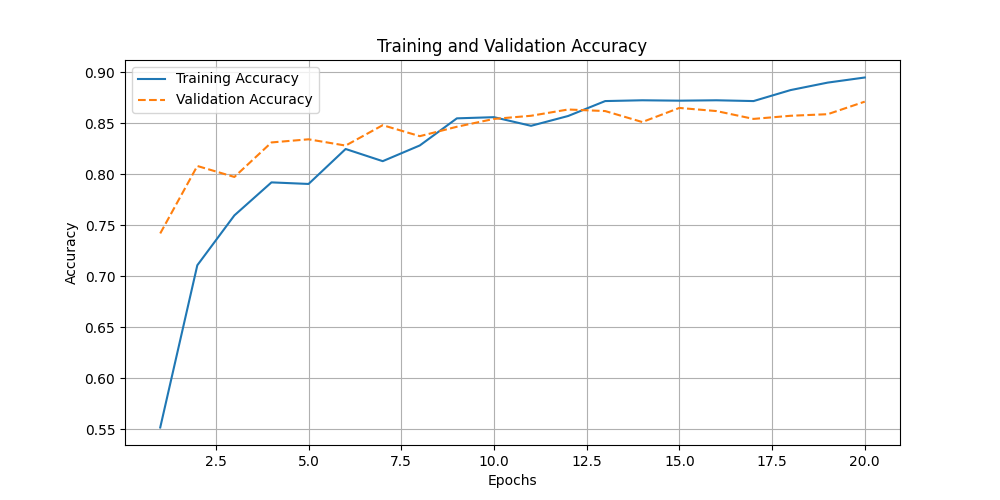 Training and Validation Accuracy
Training Accuracy
Validation Accuracy
0.90
0.85
0.80
0.75
0.70
0.65
0.60
0.55
Accuracy
2.5 5.0 7.5 10.0 12.5 15.0 17.5 20.0
Epochs